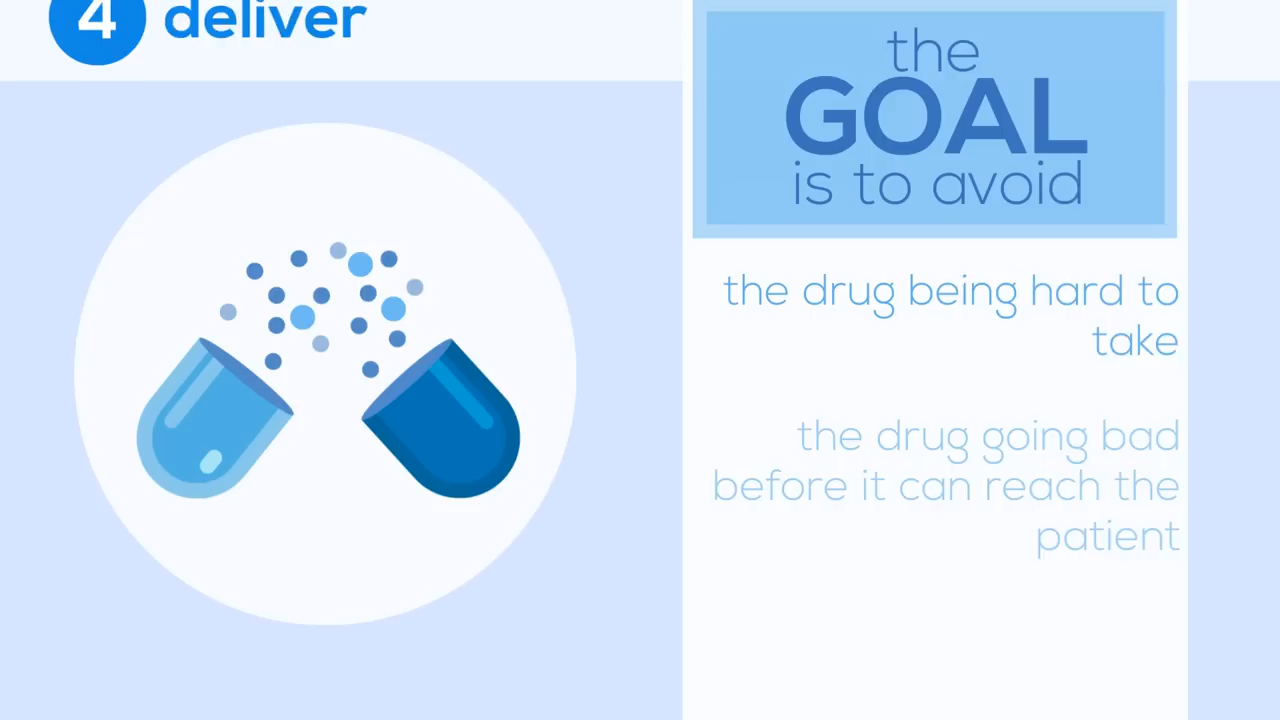 4 deliver
the
GOAL
is to avoid
the drug being hard to
take
the drug going bad
before it can reach the
patient